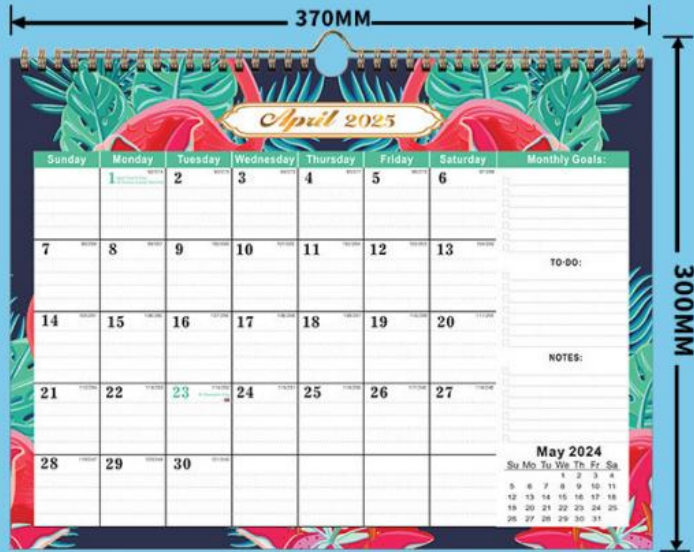 370MM
April 2025
Sunday Monday Tuesday Wednesday Thursday Friday Saturday Monthly Goals:
1 2 3 4 5 6
7 8 9 10 11 12 13
TO-DO:
14 15 16 17 18 19 20
300MM
NOTES:
21 22 23 24 25 26 27
28 29 30
May 2024
Su Mo Tu We Th Fr Sa
1 2 3 4
5 6 7 8 9 10 11
12 13 14 15 16 17 18
19 20 21 22 23 24 25
26 27 28 29 30 31